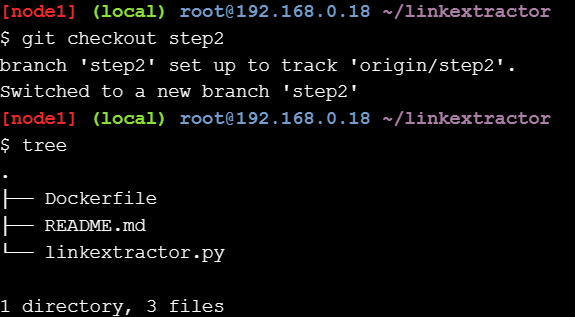 [node1] (local) root@192.168.0.18 ~/linkextractor
$ git checkout step2
branch 'step2' set up to track 'origin/step2'.
Switched to a new branch 'step2'
[node1] (local) root@192.168.0.18 ~/linkextractor
$ tree
.
├── Dockerfile
├── README.md
└── linkextractor.py

1 directory, 3 files